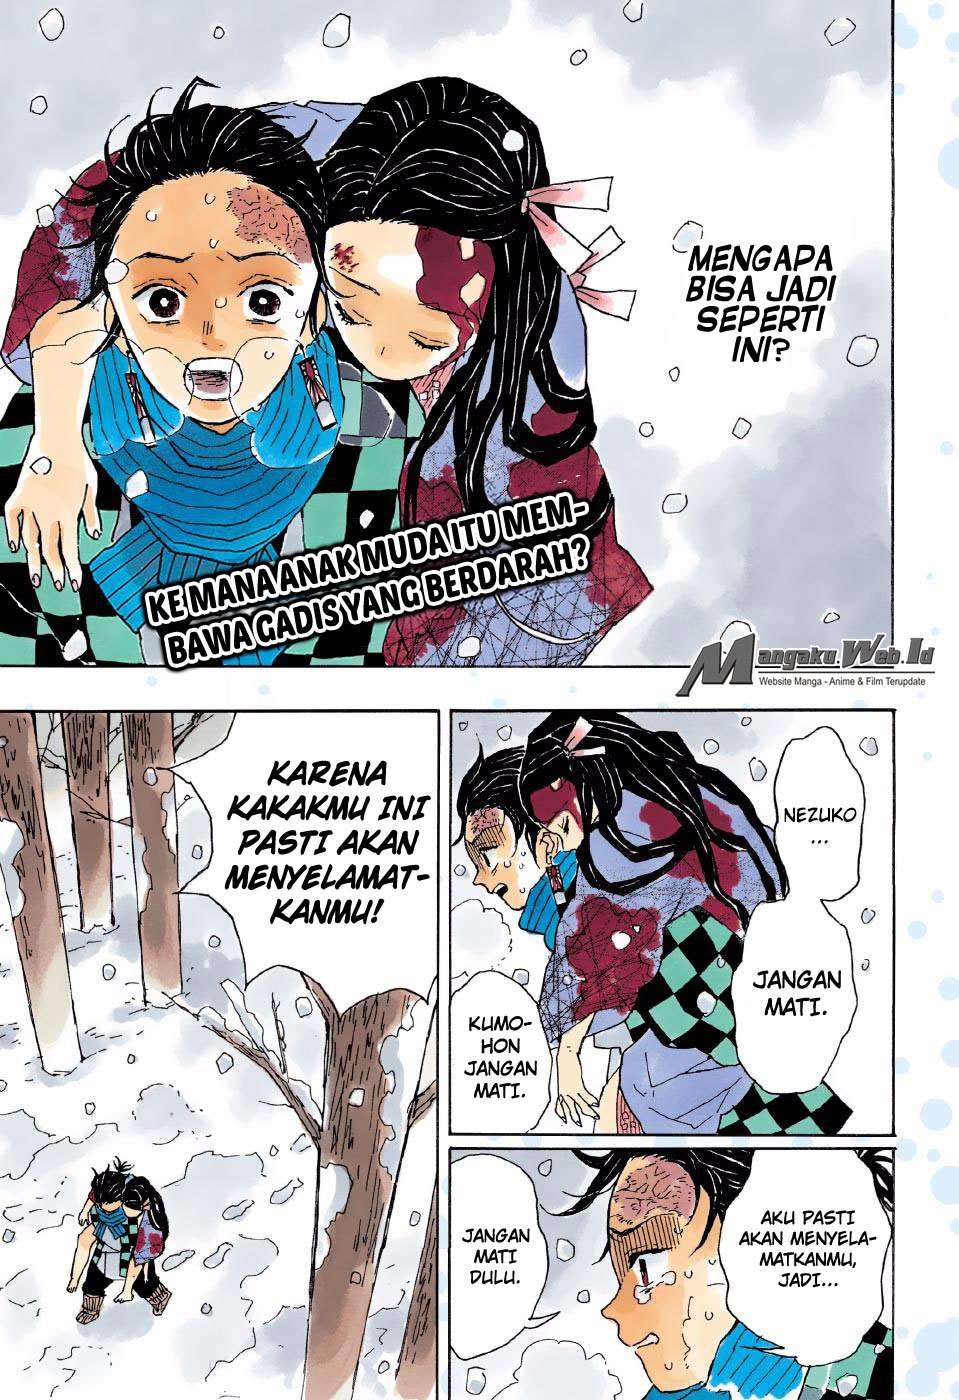 MENGAPA
BISA JADI
SEPERTI
INI?
KE MANA ANAK MUDA ITU MEM-
BAWA GADIS YANG BERDARAH?
Mangaku.Web.Id
Website Manga - Anime & Film Terupdate
NEZUKO
...
JANGAN
MATI.
KUMO-
HON
JANGAN
MATI.
AKU PASTI
AKAN MENYELA-
MATKANMU,
JADI...
JANGAN
MATI
DULU.
KARENA
KAKAKMU INI
PASTI AKAN
MENYELAMAT-
KANMU!